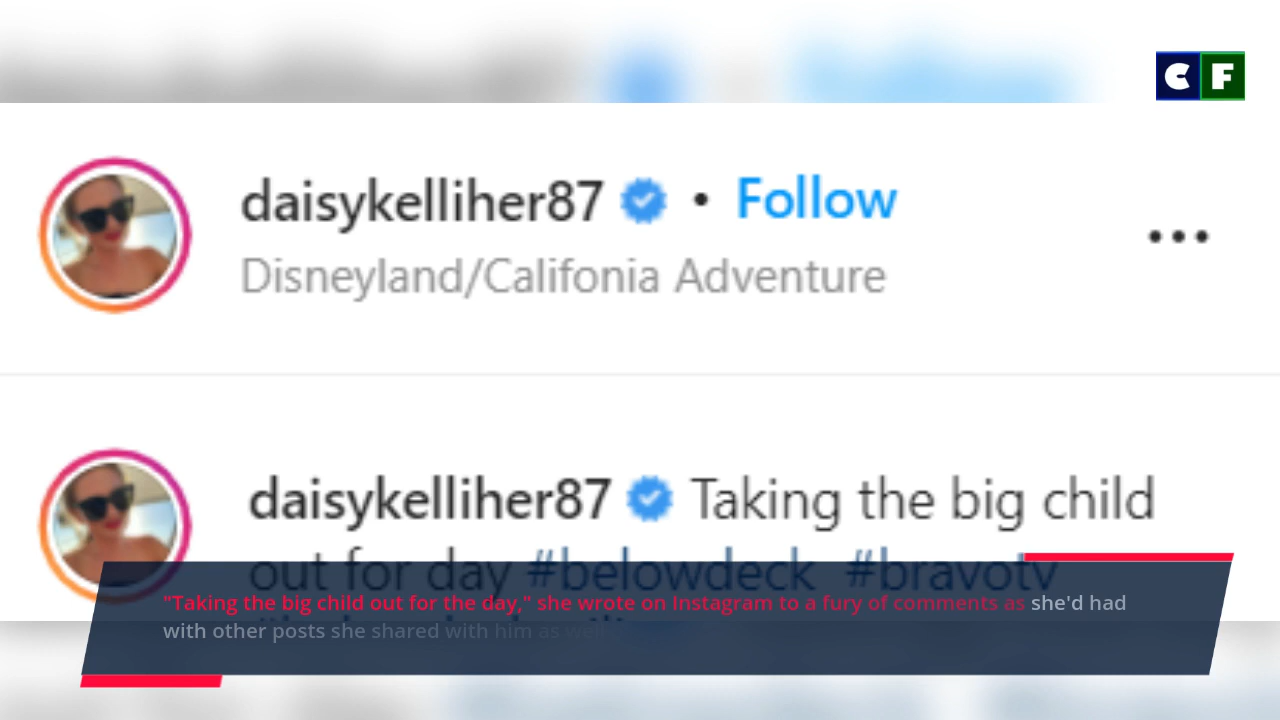 C F
daisykelliher87 • Follow
Disneyland/Califonia Adventure
daisykelliher87 Taking the big child
out for day #belowdeck #bravotv
"Taking the big child out for the day," she wrote on Instagram to a fury of comments as she'd had
with other posts she shared with him as well